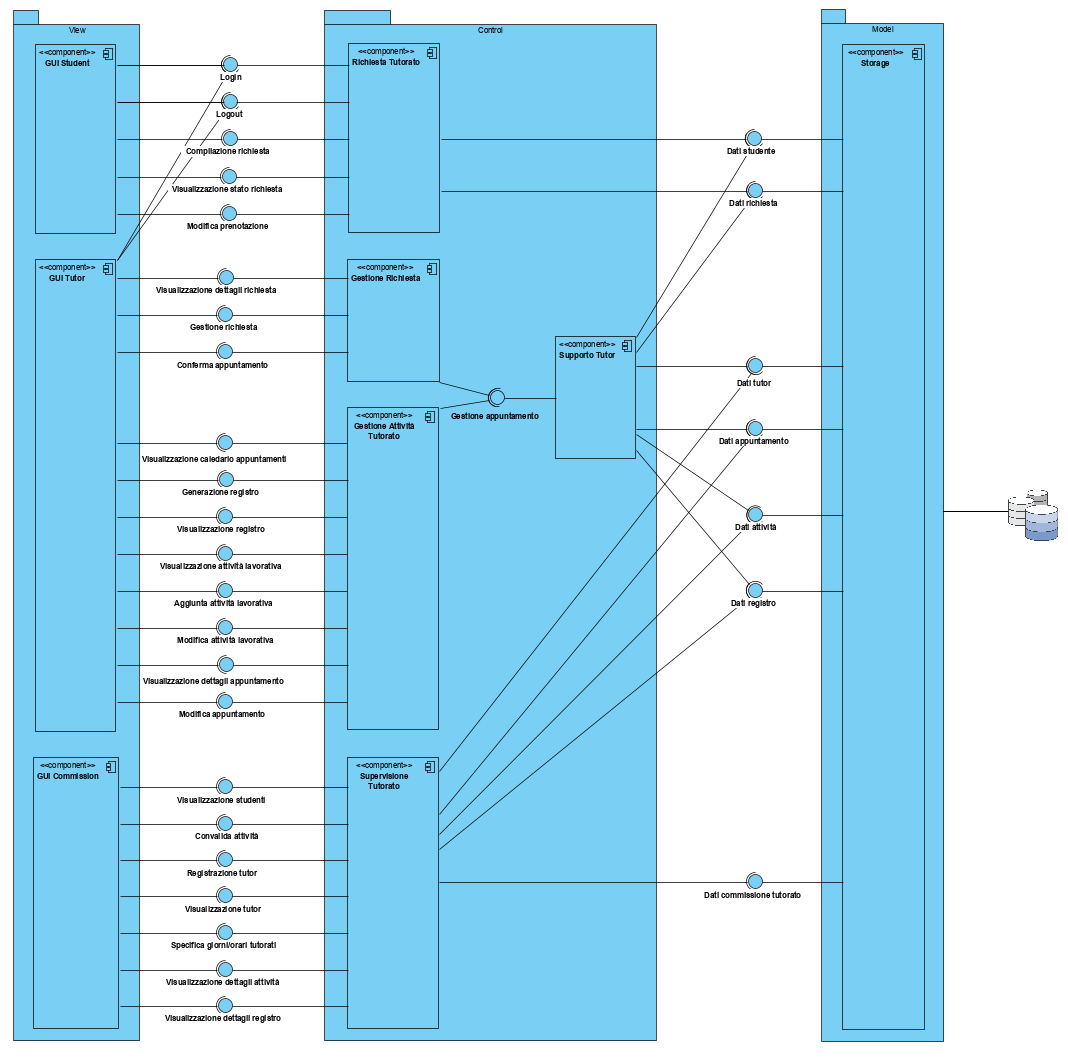 View
Control
Model
<<component>>
GUI Student
<<component>>
Richiesta Tutorato
<<component>>
Storage
Login
Logout
Compilazione richiesta
Visualizzazione stato richiesta
Modifica prenotazione
Dati studente
Dati richiesta
<<component>>
GUI Tutor
<<component>>
Gestione Richiesta
Visualizzazione dettagli richiesta
Gestione richiesta
Conferma appuntamento
<<component>>
Supporto Tutor
Gestione appuntamento
Dati tutor
Dati appuntamento
Dati attività
Dati registro
<<component>>
Gestione Attività
Tutorato
Visualizzazione caledario appuntamenti
Generazione registro
Visualizzazione registro
Visualizzazione attività lavorativa
Aggiunta attività lavorativa
Modifica attività lavorativa
Visualizzazione dettagli appuntamento
Modifica appuntamento
<<component>>
GUI Commission
<<component>>
Supervisione
Tutorato
Visualizzazione studenti
Convalida attività
Registrazione tutor
Visualizzazione tutor
Specifica giorni/orari tutorati
Visualizzazione dettagli attività
Visualizzazione dettagli registro
Dati commissione tutorato